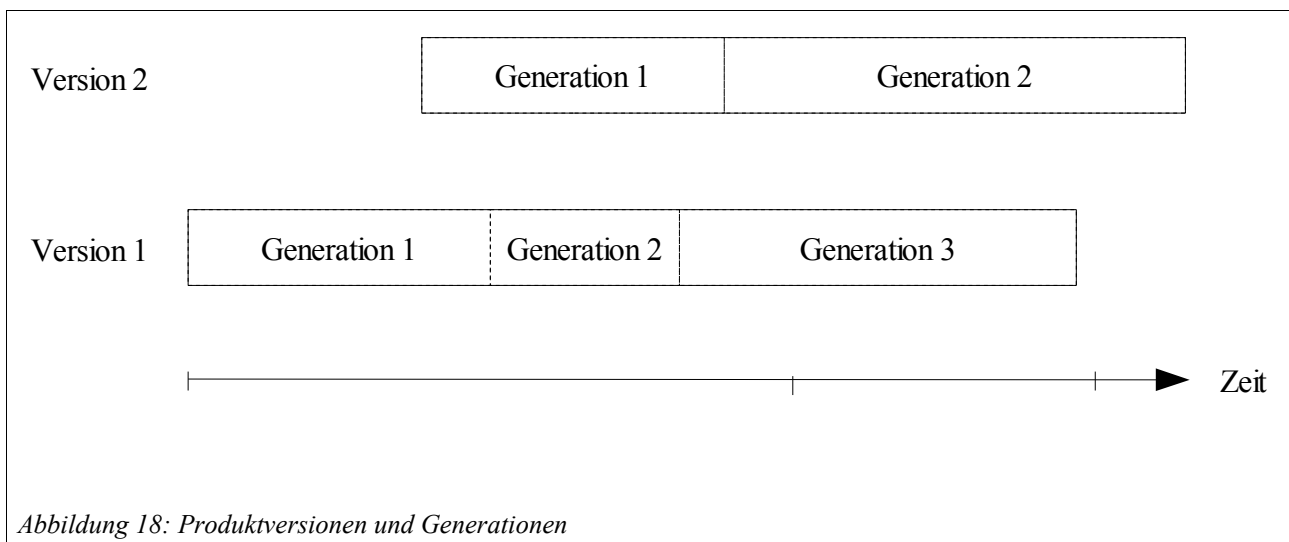 Version 2 Generation 1 Generation 2
Version 1 Generation 1 Generation 2 Generation 3
Zeit
Abbildung 18: Produktversionen und Generationen